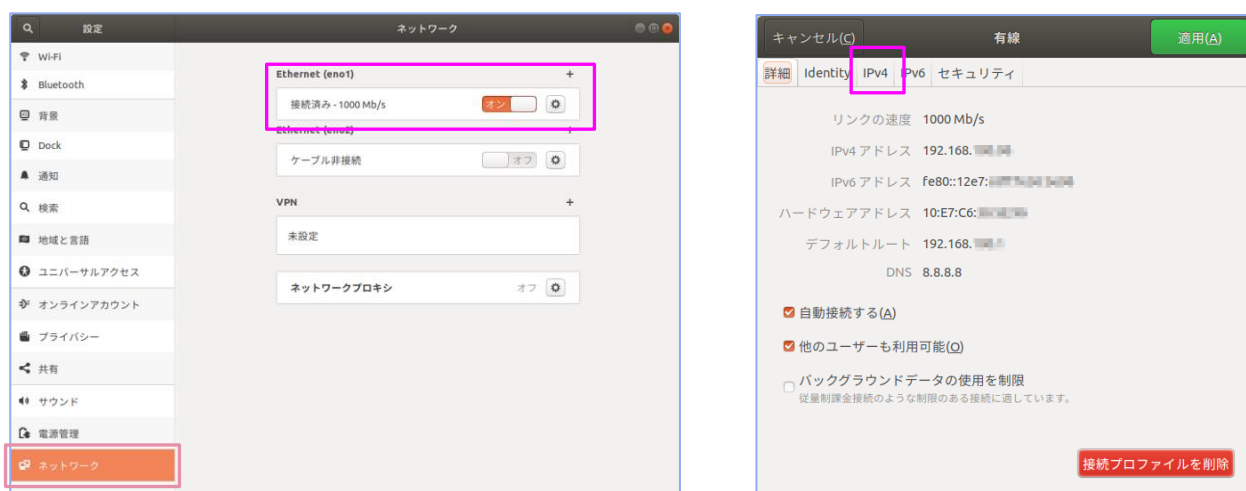 設定
ネットワーク
Wi-Fi
Bluetooth
背景
Dock
通知
検索
地域と言語
ユニバーサルアクセス
オンラインアカウント
プライバシー
共有
サウンド
電源管理
ネットワーク
Ethernet (eno1)
+
接続済み - 1000 Mb/s
オン
Ethernet (eno2)
+
ケーブル非接続
オフ
VPN
+
未設定
ネットワークプロキシ
オフ
キャンセル(C)
有線
適用(A)
詳細 Identity IPv4 IPv6 セキュリティ
リンクの速度 1000 Mb/s
IPv4 アドレス 192.168.
IPv6 アドレス fe80::12e7:
ハードウェアアドレス 10:E7:C6:
デフォルトルート 192.168.
DNS 8.8.8.8
自動接続する(A)
他のユーザーも利用可能(O)
バックグラウンドデータの使用を制限
従量制課金接続のような制限のある接続に適しています。
接続プロファイルを削除